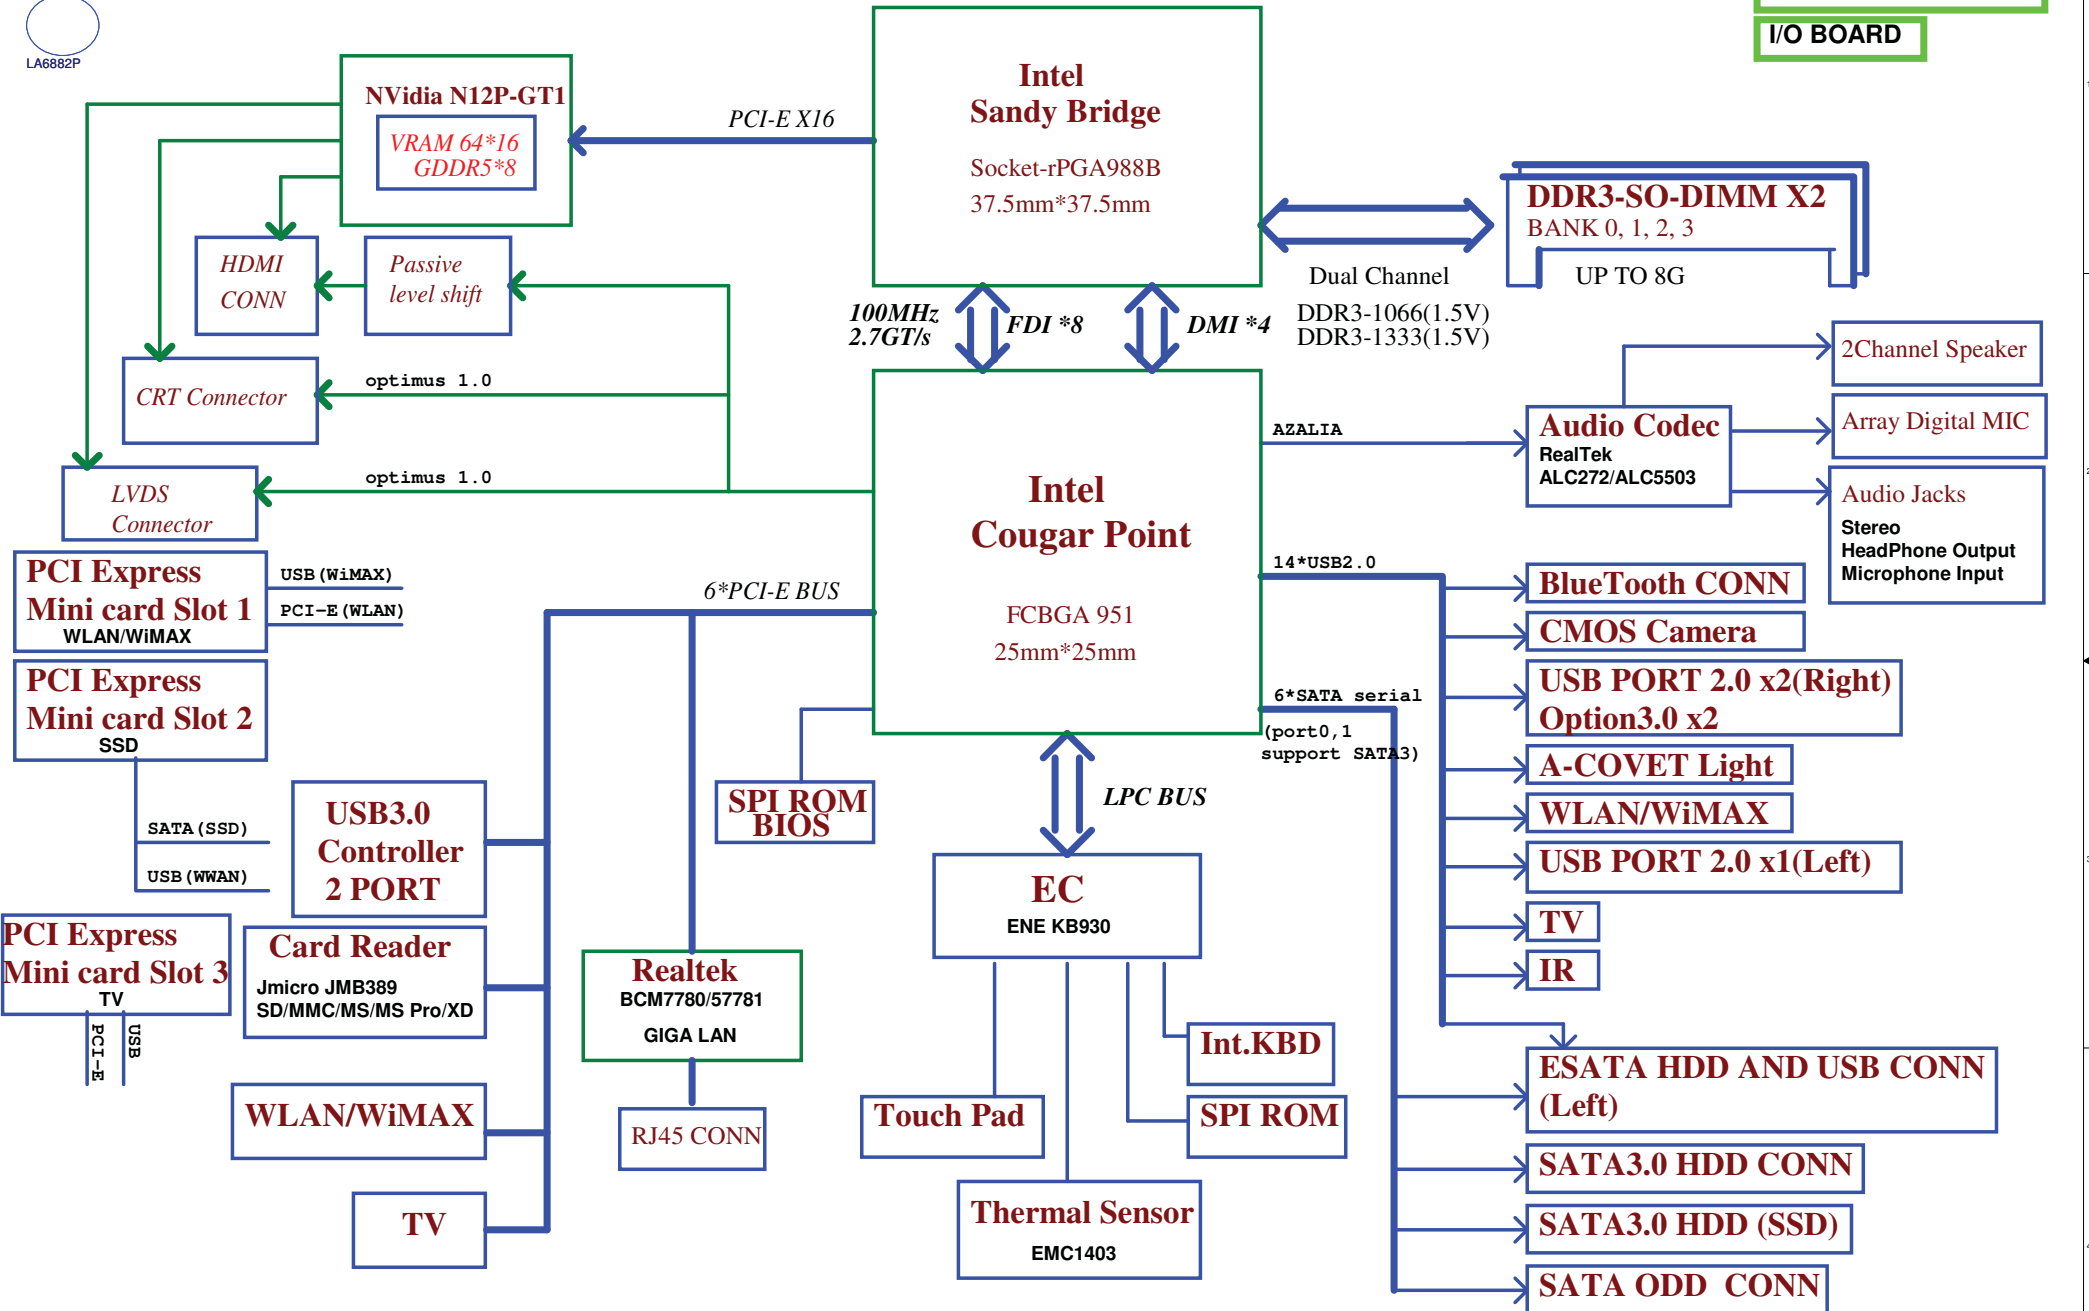 LA6882P
I/O BOARD
NVidia N12P-GT1
VRAM 64*16
GDDR5*8
PCI-E X16
Intel
Sandy Bridge
Socket-rPGA988B
37.5mm*37.5mm
DDR3-SO-DIMM X2
BANK 0, 1, 2, 3
UP TO 8G
Dual Channel
DDR3-1066(1.5V)
DDR3-1333(1.5V)
HDMI
CONN
Passive
level shift
100MHz
2.7GT/s
FDI *8
DMI *4
CRT Connector
optimus 1.0
LVDS
Connector
optimus 1.0
Intel
Cougar Point
FCBGA 951
25mm*25mm
AZALIA
Audio Codec
RealTek
ALC272/ALC5503
2Channel Speaker
Array Digital MIC
Audio Jacks
Stereo
HeadPhone Output
Microphone Input
PCI Express
Mini card Slot 1
WLAN/WiMAX
USB(WiMAX)
PCI-E(WLAN)
6*PCI-E BUS
14*USB2.0
BlueTooth CONN
CMOS Camera
USB PORT 2.0 x2(Right)
Option3.0 x2
A-COVET Light
WLAN/WiMAX
USB PORT 2.0 x1(Left)
TV
IR
PCI Express
Mini card Slot 2
SSD
SATA(SSD)
USB(WWAN)
6*SATA serial
(port0,1
support SATA3)
USB3.0
Controller
2 PORT
SPI ROM
BIOS
LPC BUS
EC
ENE KB930
PCI Express
Mini card Slot 3
TV
PCI-E
USB
Card Reader
Jmicro JMB389
SD/MMC/MS/MS Pro/XD
Realtek
BCM7780/57781
GIGA LAN
RJ45 CONN
WLAN/WiMAX
TV
Int.KBD
Touch Pad
SPI ROM
Thermal Sensor
EMC1403
ESATA HDD AND USB CONN
(Left)
SATA3.0 HDD CONN
SATA3.0 HDD (SSD)
SATA ODD CONN